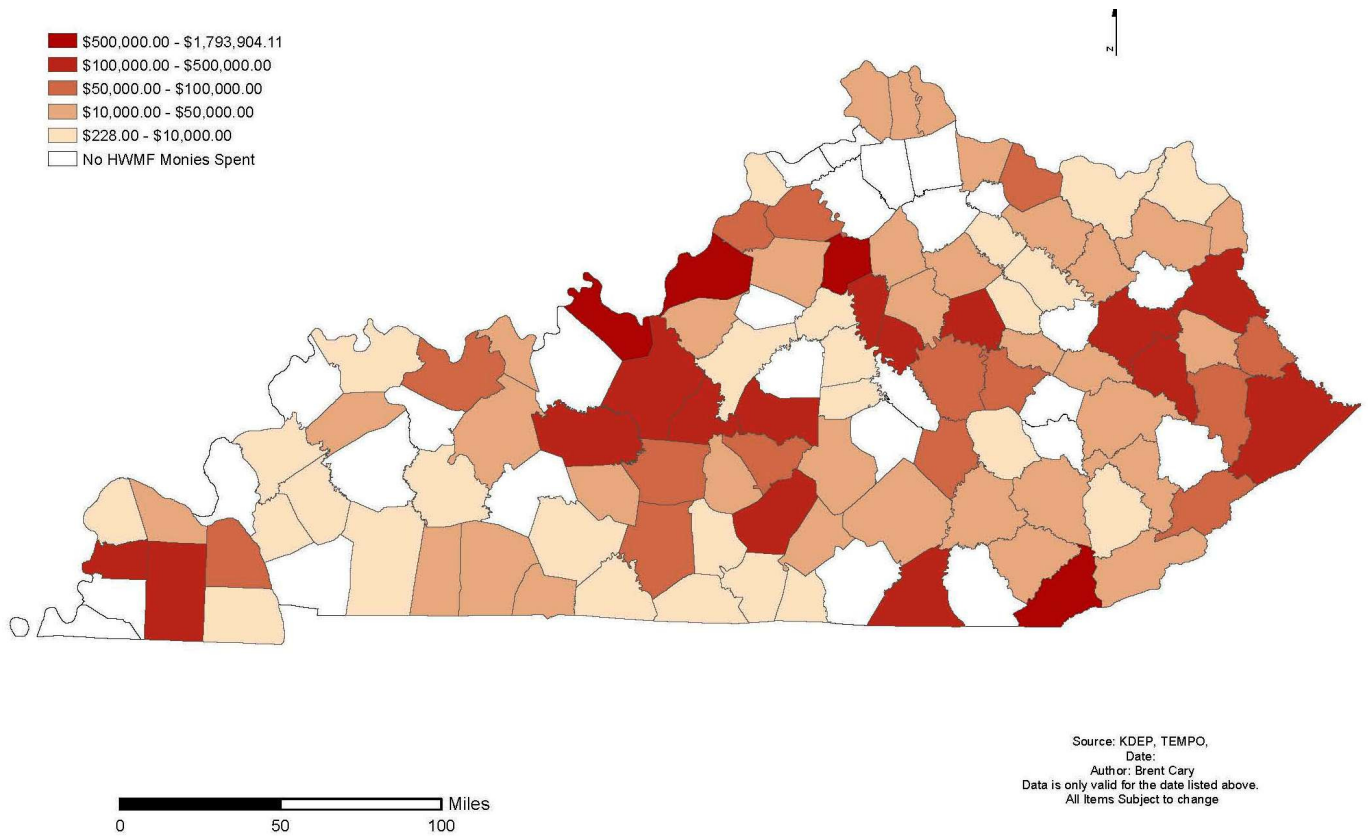 $500,000.00 - $1,793,904.11
$100,000.00 - $500,000.00
$50,000.00 - $100,000.00
$10,000.00 - $50,000.00
$228.00 - $10,000.00
No HWMF Monies Spent
N
Source: KDEP, TEMPO,
Date:
Author: Brent Cary
Data is only valid for the date listed above.
All Items Subject to change
Miles
0 50 100